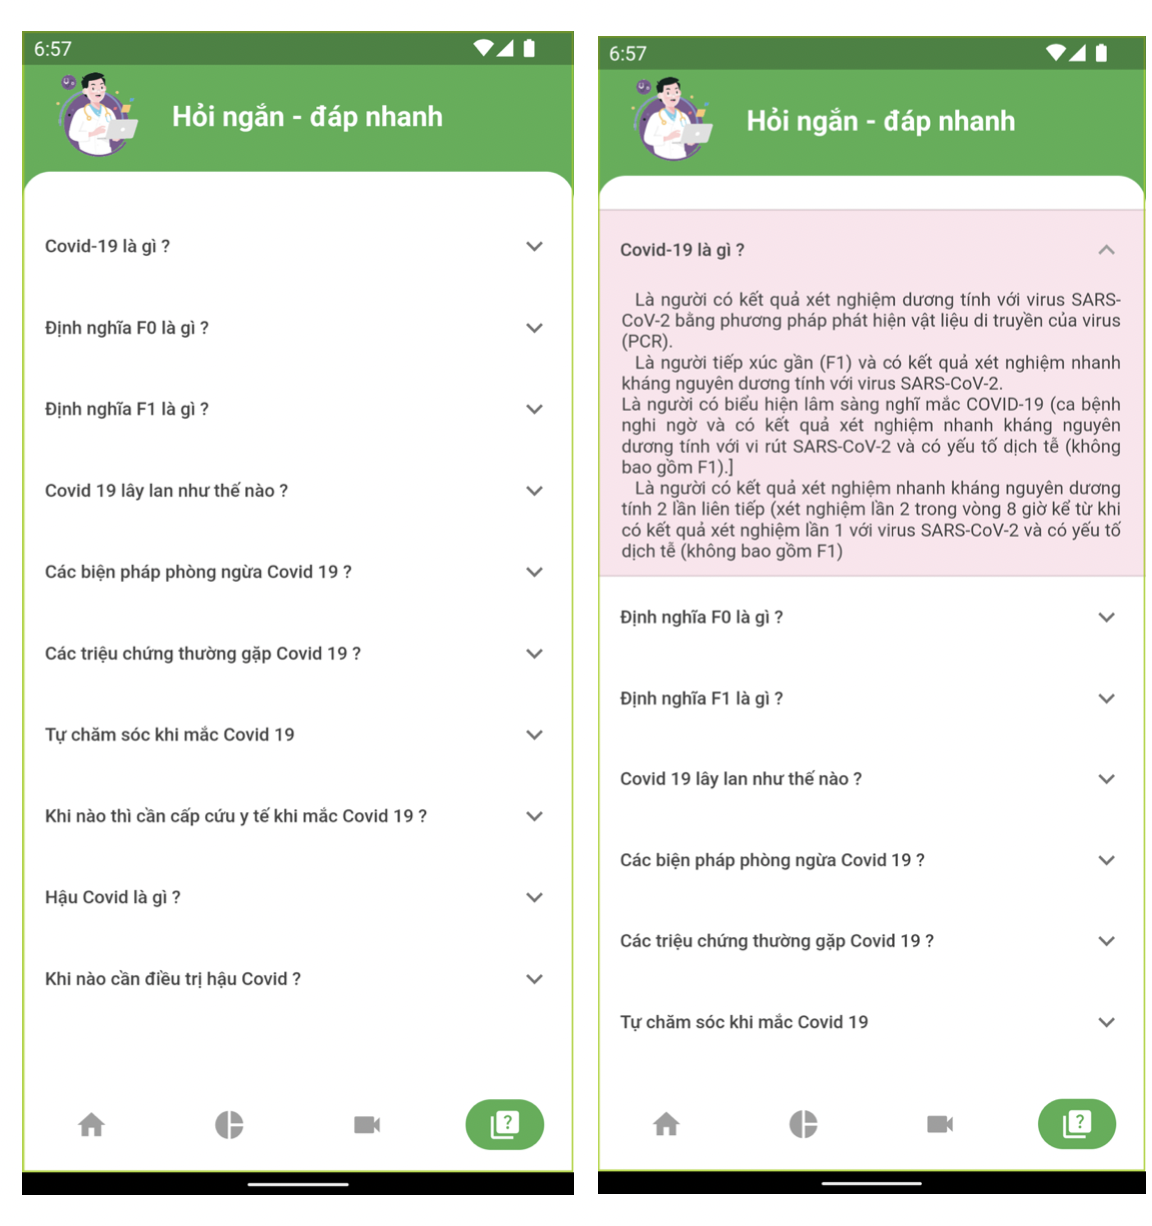 6:57
Hỏi ngắn - đáp nhanh
Covid-19 là gì ?
Định nghĩa F0 là gì ?
Định nghĩa F1 là gì ?
Covid 19 lây lan như thế nào ?
Các biện pháp phòng ngừa Covid 19 ?
Các triệu chứng thường gặp Covid 19 ?
Tự chăm sóc khi mắc Covid 19
Khi nào thì cần cấp cứu y tế khi mắc Covid 19 ?
Hậu Covid là gì ?
Khi nào cần điều trị hậu Covid ?
?
6:57
Hỏi ngắn - đáp nhanh
Covid-19 là gì ?
Là người có kết quả xét nghiệm dương tính với virus SARS-
CoV-2 bằng phương pháp phát hiện vật liệu di truyền của virus
(PCR).
Là người tiếp xúc gần (F1) và có kết quả xét nghiệm nhanh
kháng nguyên dương tính với virus SARS-CoV-2.
Là người có biểu hiện lâm sàng nghĩ mắc COVID-19 (ca bệnh
nghi ngờ và có kết quả xét nghiệm nhanh kháng nguyên
dương tính với vi rút SARS-CoV-2 và có yếu tố dịch tễ (không
bao gồm F1).]
Là người có kết quả xét nghiệm nhanh kháng nguyên dương
tính 2 lần liên tiếp (xét nghiệm lần 2 trong vòng 8 giờ kể từ khi
có kết quả xét nghiệm lần 1 với virus SARS-CoV-2 và có yếu tố
dịch tễ (không bao gồm F1)
Định nghĩa F0 là gì ?
Định nghĩa F1 là gì ?
Covid 19 lây lan như thế nào ?
Các biện pháp phòng ngừa Covid 19 ?
Các triệu chứng thường gặp Covid 19 ?
Tự chăm sóc khi mắc Covid 19
?